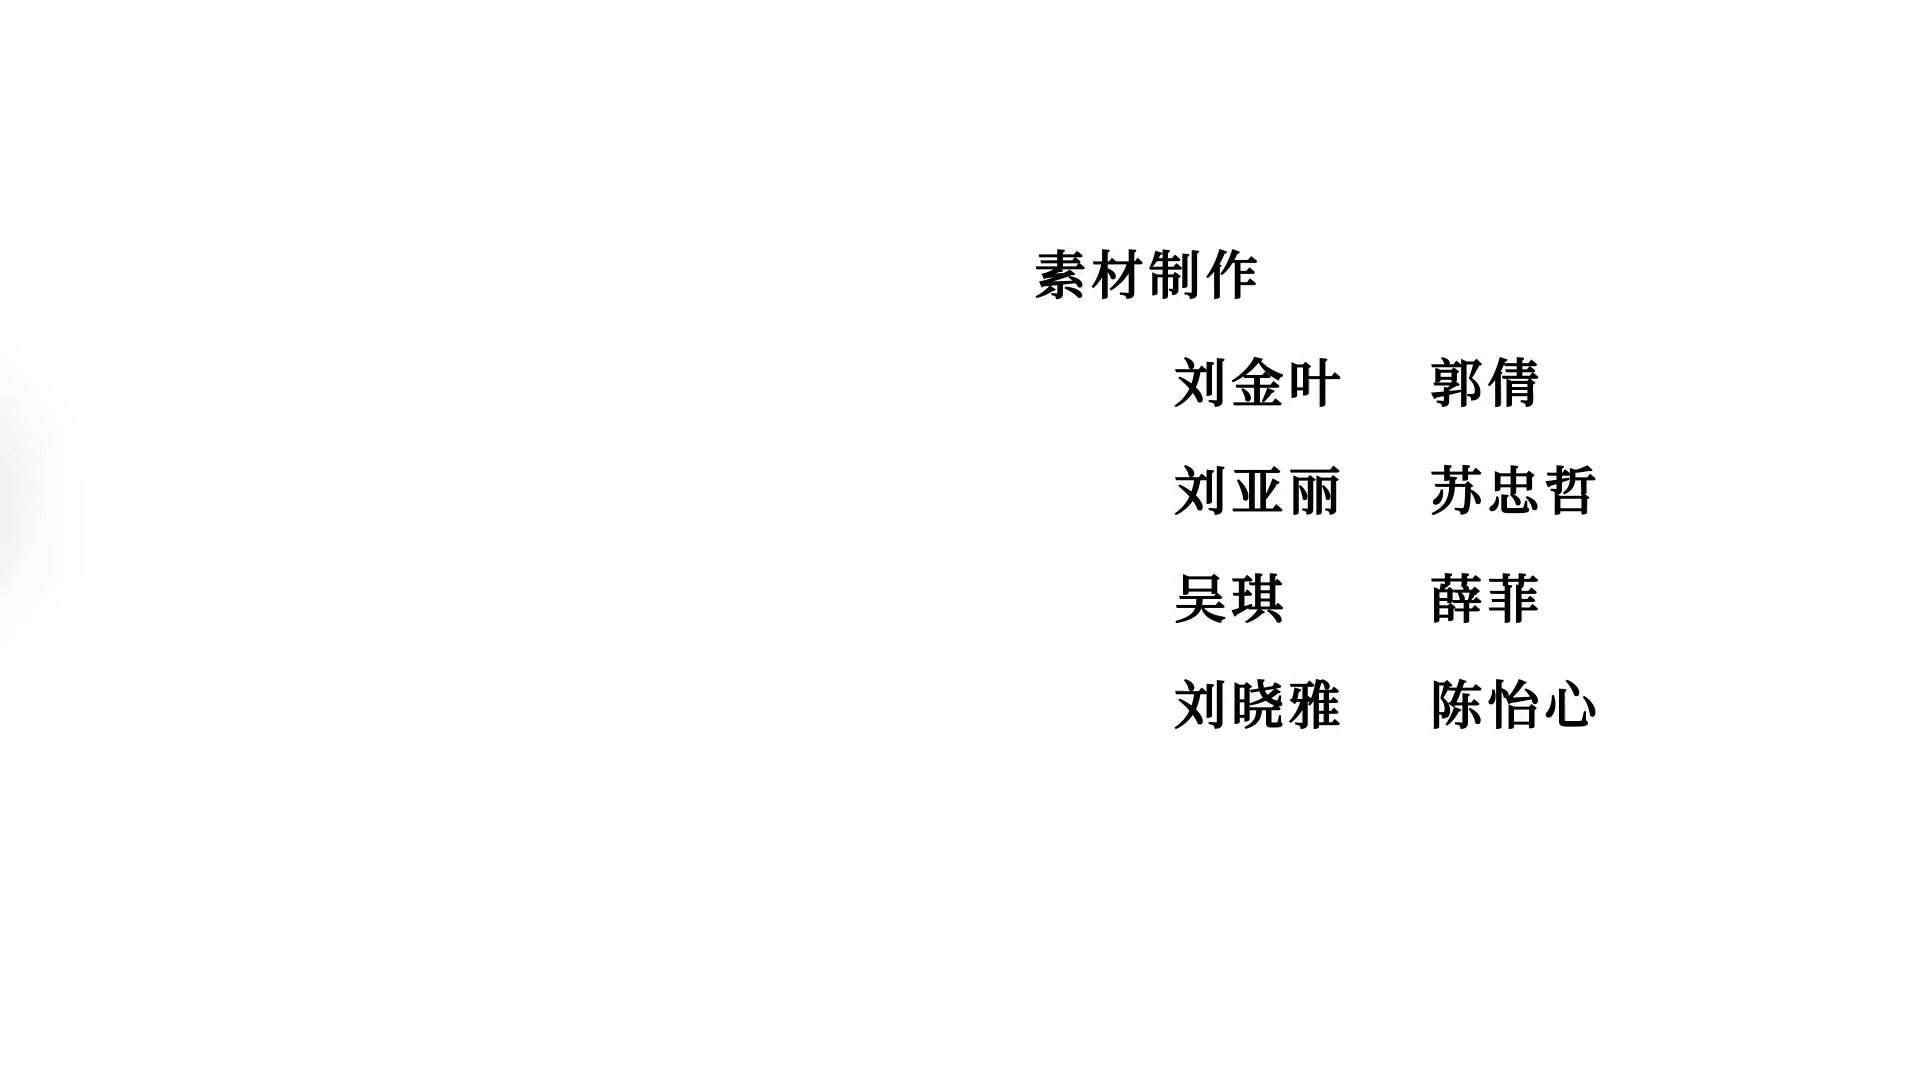 素材制作
刘金叶 郭倩
刘亚丽 苏忠哲
吴琪 薛菲
刘晓雅 陈怡心